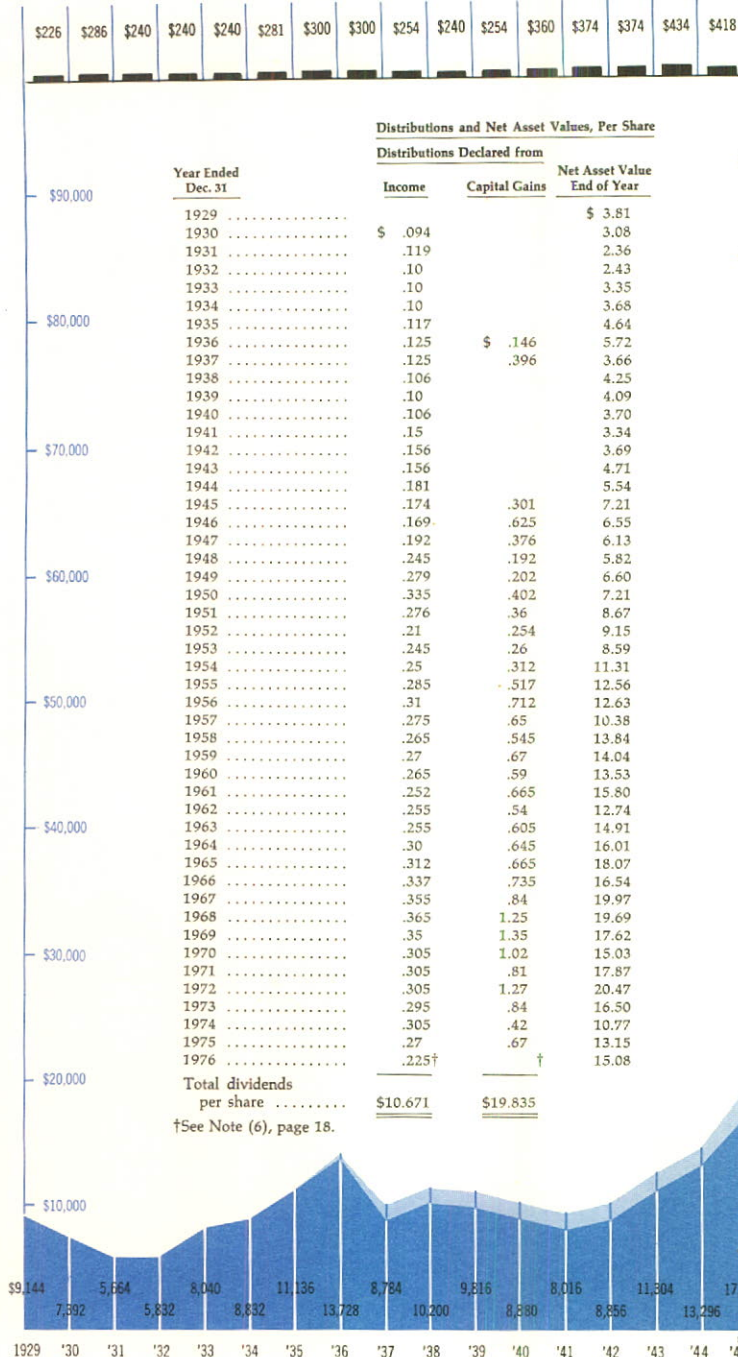 $226 $286 $240 $240 $240 $281 $300 $300 $254 $240 $254 $360 $374 $374 $434 $418
Distributions and Net Asset Values, Per Share
Distributions Declared from
Year Ended Dec. 31 Income Capital Gains Net Asset Value End of Year
1929 ............... $ 3.81
1930 ............... $ .094 3.08
1931 ............... .119 2.36
1932 ............... .10 2.43
1933 ............... .10 3.35
1934 ............... .10 3.68
1935 ............... .117 4.64
1936 ............... .125 $ .146 5.72
1937 ............... .125 .396 3.66
1938 ............... .106 4.25
1939 ............... .10 4.09
1940 ............... .106 3.70
1941 ............... .15 3.34
1942 ............... .156 3.69
1943 ............... .156 4.71
1944 ............... .181 5.54
1945 ............... .174 .301 7.21
1946 ............... .169 .625 6.55
1947 ............... .192 .376 6.13
1948 ............... .245 .192 5.82
1949 ............... .279 .202 6.60
1950 ............... .335 .402 7.21
1951 ............... .276 .36 8.67
1952 ............... .21 .254 9.15
1953 ............... .245 .26 8.59
1954 ............... .25 .312 11.31
1955 ............... .285 .517 12.56
1956 ............... .31 .712 12.63
1957 ............... .275 .65 10.38
1958 ............... .265 .545 13.84
1959 ............... .27 .67 14.04
1960 ............... .265 .59 13.53
1961 ............... .252 .665 15.80
1962 ............... .255 .54 12.74
1963 ............... .255 .605 14.91
1964 ............... .30 .645 16.01
1965 ............... .312 .665 18.07
1966 ............... .337 .735 16.54
1967 ............... .355 .84 19.97
1968 ............... .365 1.25 19.69
1969 ............... .35 1.35 17.62
1970 ............... .305 1.02 15.03
1971 ............... .305 .81 17.87
1972 ............... .305 1.27 20.47
1973 ............... .295 .84 16.50
1974 ............... .305 .42 10.77
1975 ............... .27 .67 13.15
1976 ............... .225† † 15.08
Total dividends
per share ......... $10.671 $19.835
†See Note (6), page 18.
$90,000
$80,000
$70,000
$60,000
$50,000
$40,000
$30,000
$20,000
$10,000
$9,144 5,664 8,040 11,136 8,784 9,816 8,016 11,304 17
7,392 5,832 8,832 13,728 10,200 8,880 8,856 13,296
1929 '30 '31 '32 '33 '34 '35 '36 '37 '38 '39 '40 '41 '42 '43 '44 '4